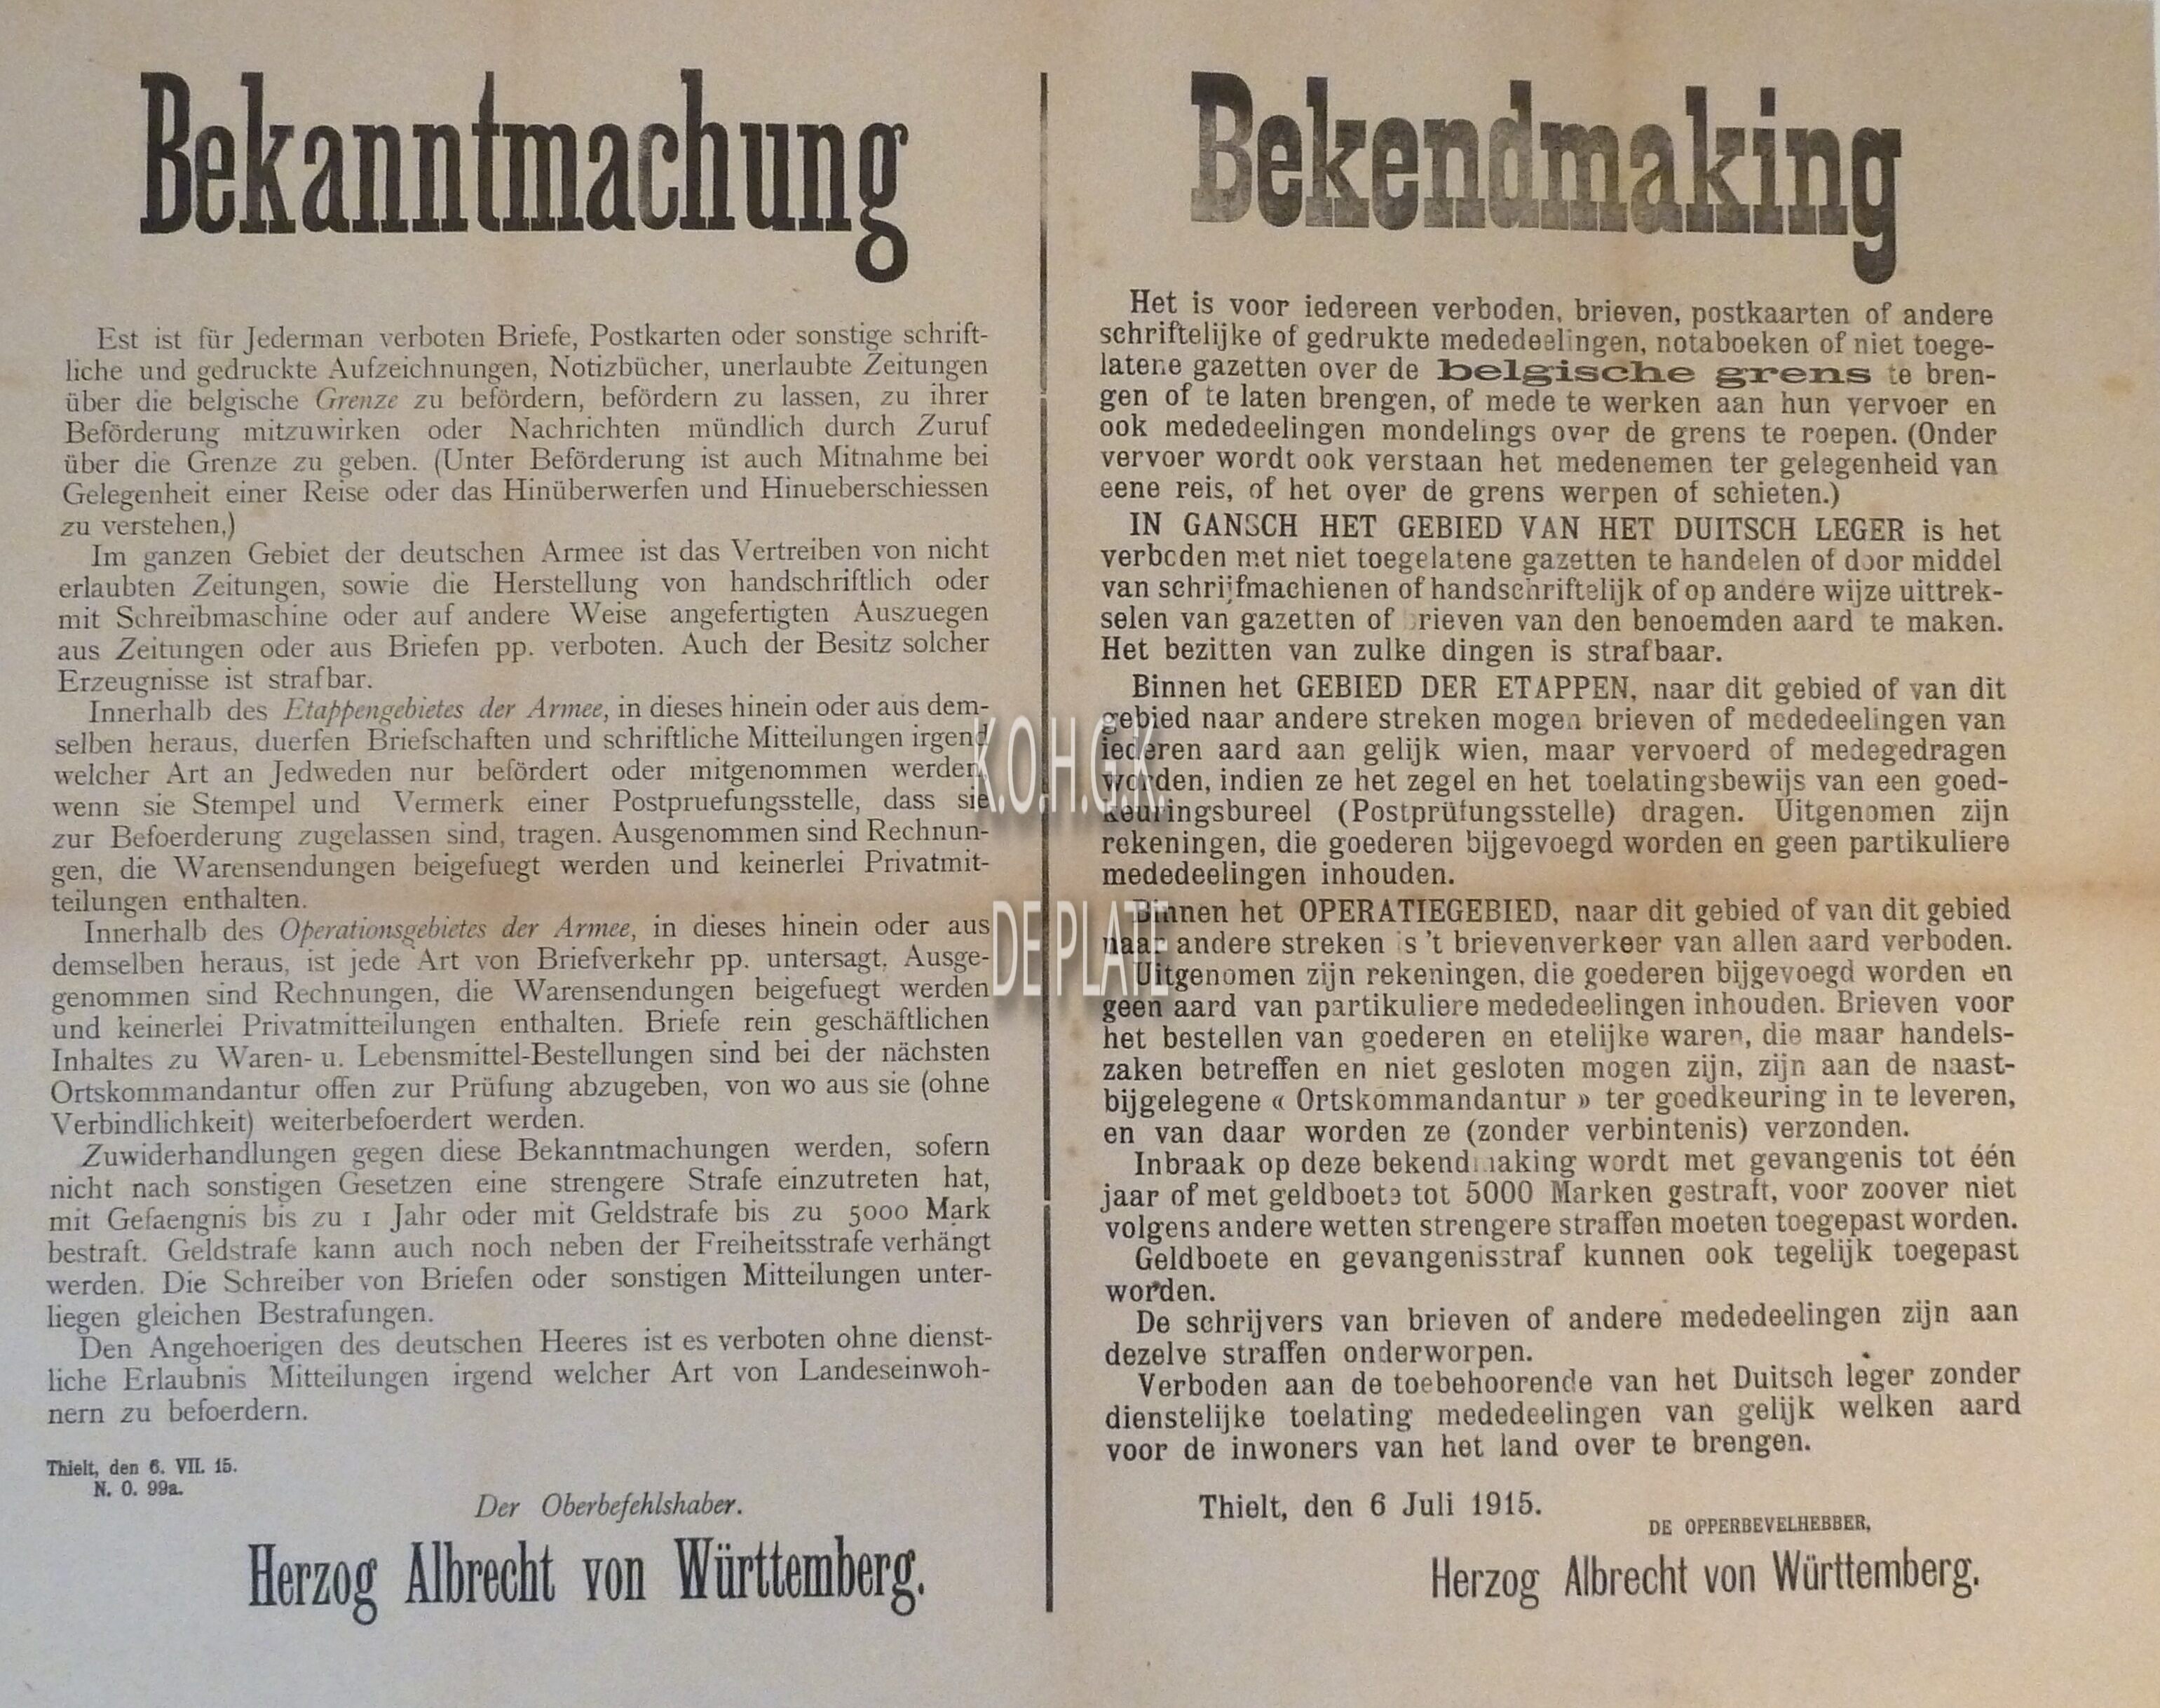 Bekanntmachung
Est ist für Jederman verboten Briefe, Postkarten oder sonstige schrift-
liche und gedruckte Aufzeichnungen, Notizbücher, unerlaubte Zeitungen
über die belgische Grenze zu befördern, befördern zu lassen, zu ihrer
Beförderung mitzuwirken oder Nachrichten mündlich durch Zuruf
über die Grenze zu geben. (Unter Beförderung ist auch Mitnahme bei
Gelegenheit einer Reise oder das Hinüberwerfen und Hinueberschiessen
zu verstehen,)
Im ganzen Gebiet der deutschen Armee ist das Vertreiben von nicht
erlaubten Zeitungen, sowie die Herstellung von handschriftlich oder
mit Schreibmaschine oder auf andere Weise angefertigten Auszuegen
aus Zeitungen oder aus Briefen pp. verboten. Auch der Besitz solcher
Erzeugnisse ist strafbar.
Innerhalb des Etappengebietes der Armee, in dieses hinein oder aus dem-
selben heraus, duerfen Briefschaften und schriftliche Mitteilungen irgend
welcher Art an Jedweden nur befördert oder mitgenommen werden,
wenn sie Stempel und Vermerk einer Postpruefungsstelle, dass sie
zur Befoerderung zugelassen sind, tragen. Ausgenommen sind Rechnun-
gen, die Warensendungen beigefuegt werden und keinerlei Privatmit-
teilungen enthalten.
Innerhalb des Operationsgebietes der Armee, in dieses hinein oder aus
demselben heraus, ist jede Art von Briefverkehr pp. untersagt. Ausge-
genommen sind Rechnungen, die Warensendungen beigefuegt werden
und keinerlei Privatmitteilungen enthalten. Briefe rein geschäftlichen
Inhaltes zu Waren- u. Lebensmittel-Bestellungen sind bei der nächsten
Ortskommandantur offen zur Prüfung abzugeben, von wo aus sie (ohne
Verbindlichkeit) weiterbefoerdert werden.
Zuwiderhandlungen gegen diese Bekanntmachungen werden, sofern
nicht nach sonstigen Gesetzen eine strengere Strafe einzutreten hat,
mit Gefaengnis bis zu 1 Jahr oder mit Geldstrafe bis zu 5000 Mark
bestraft. Geldstrafe kann auch noch neben der Freiheitsstrafe verhängt
werden. Die Schreiber von Briefen oder sonstigen Mitteilungen unter-
liegen gleichen Bestrafungen.
Den Angehoerigen des deutschen Heeres ist es verboten ohne dienst-
liche Erlaubnis Mitteilungen irgend welcher Art von Landeseinwoh-
nern zu befoerdern.
Thielt, den 6. VII. 15.
N. O. 99a.
Der Oberbefehlshaber.
Herzog Albrecht von Württemberg.
Bekendmaking
Het is voor iedereen verboden, brieven, postkaarten of andere
schriftelijke of gedrukte mededeelingen, notaboeken of niet toege-
latene gazetten over de belgische grens te bren-
gen of te laten brengen, of mede te werken aan hun vervoer en
ook mededeelingen mondelings over de grens te roepen. (Onder
vervoer wordt ook verstaan het medenemen ter gelegenheid van
eene reis, of het over de grens werpen of schieten.)
IN GANSCH HET GEBIED VAN HET DUITSCH LEGER is het
verboden met niet toegelatene gazetten te handelen of door middel
van schrijfmachienen of handschriftelijk of op andere wijze uittrek-
selen van gazetten of brieven van den benoemden aard te maken.
Het bezitten van zulke dingen is strafbaar.
Binnen het GEBIED DER ETAPPEN, naar dit gebied of van dit
gebied naar andere streken mogen brieven of mededeelingen van
iederen aard aan gelijk wien, maar vervoerd of medegedragen
worden, indien ze het zegel en het toelatingsbewijs van een goed-
keuringsbureel (Postprüfungsstelle) dragen. Uitgenomen zijn
rekeningen, die goederen bijgevoegd worden en geen partikuliere
mededeelingen inhouden.
Binnen het OPERATIEGEBIED, naar dit gebied of van dit gebied
naar andere streken is 't brievenverkeer van allen aard verboden.
Uitgenomen zijn rekeningen, die goederen bijgevoegd worden en
geen aard van partikuliere mededeelingen inhouden. Brieven voor
het bestellen van goederen en etelijke waren, die maar handels-
zaken betreffen en niet gesloten mogen zijn, zijn aan de naast-
bijgelegene « Ortskommandantur » ter goedkeuring in te leveren,
en van daar worden ze (zonder verbintenis) verzonden.
Inbraak op deze bekendmaking wordt met gevangenis tot één
jaar of met geldboete tot 5000 Marken gestraft, voor zoover niet
volgens andere wetten strengere straffen moeten toegepast worden.
Geldboete en gevangenisstraf kunnen ook tegelijk toegepast
worden.
De schrijvers van brieven of andere mededeelingen zijn aan
dezelve straffen onderworpen.
Verboden aan de toebehoorende van het Duitsch leger zonder
dienstelijke toelating mededeelingen van gelijk welken aard
voor de inwoners van het land over te brengen.
Thielt, den 6 Juli 1915.
DE OPPERBEVELHEBBER,
Herzog Albrecht von Württemberg.
K.O.H.G.K.
DE PLATE